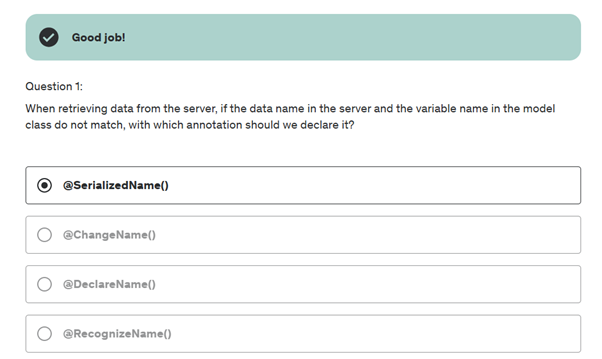 Good job!
Question 1:
When retrieving data from the server, if the data name in the server and the variable name in the model
class do not match, with which annotation should we declare it?
@SerializedName()
@ChangeName()
@DeclareName()
@RecognizeName()